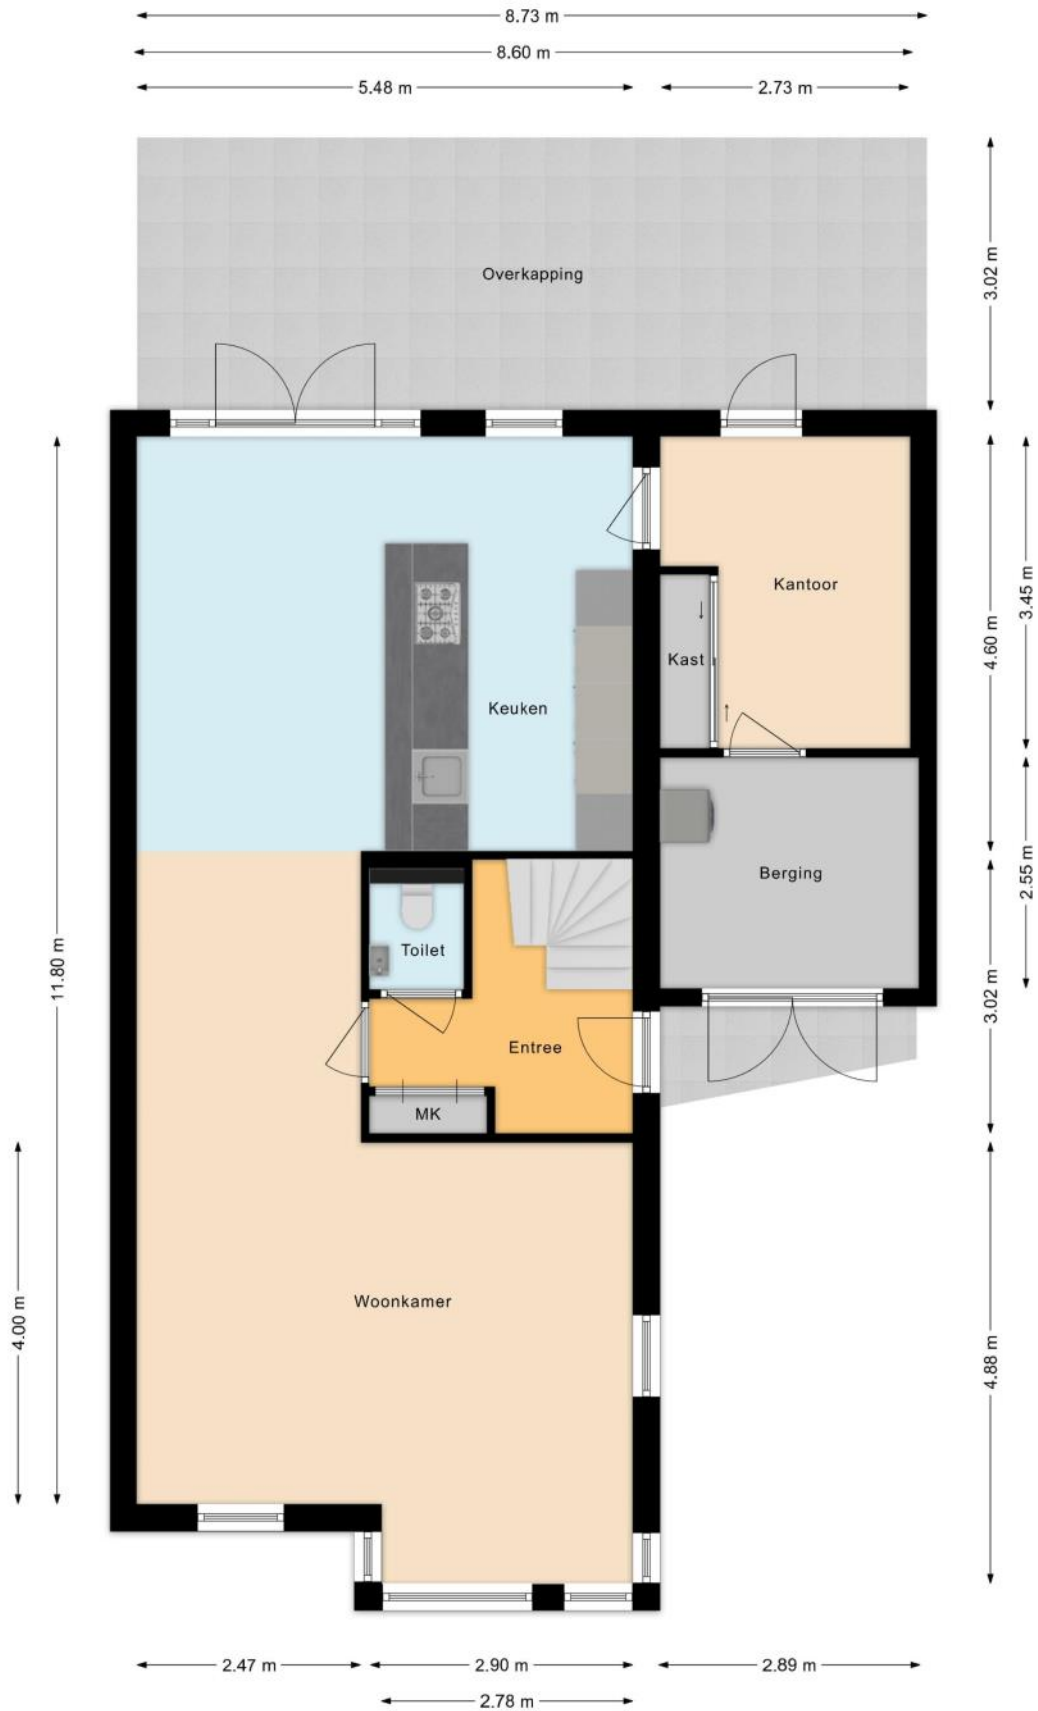 8.73 m
8.60 m
5.48 m
2.73 m
Overkapping
3.02 m
Kantoor
3.45 m
4.60 m
Kast
Keuken
Berging
2.55 m
Toilet
11.80 m
3.02 m
Entree
MK
Woonkamer
4.00 m
4.88 m
2.47 m
2.90 m
2.89 m
2.78 m